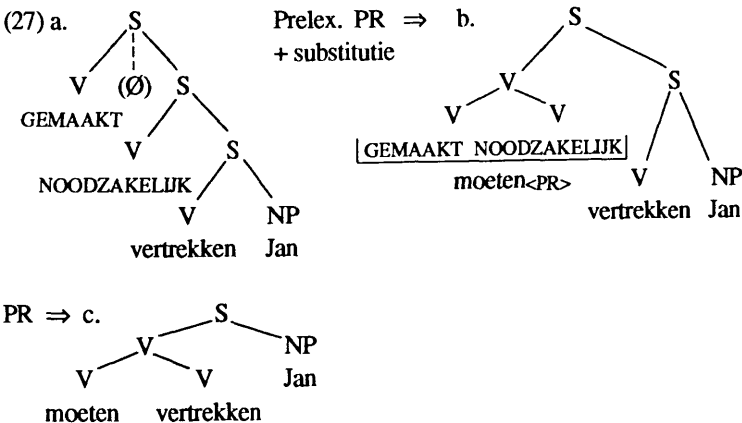 (27) a. S Prelex. PR ⇒ b. S
+ substitutie
V (Ø) S V S
GEMAAKT V V
V S GEMAAKT NOODZAKELIJK
NOODZAKELIJK moeten<PR> V NP
V NP vertrekken Jan
vertrekken Jan
PR ⇒ c. S
V NP
V V Jan
moeten vertrekken